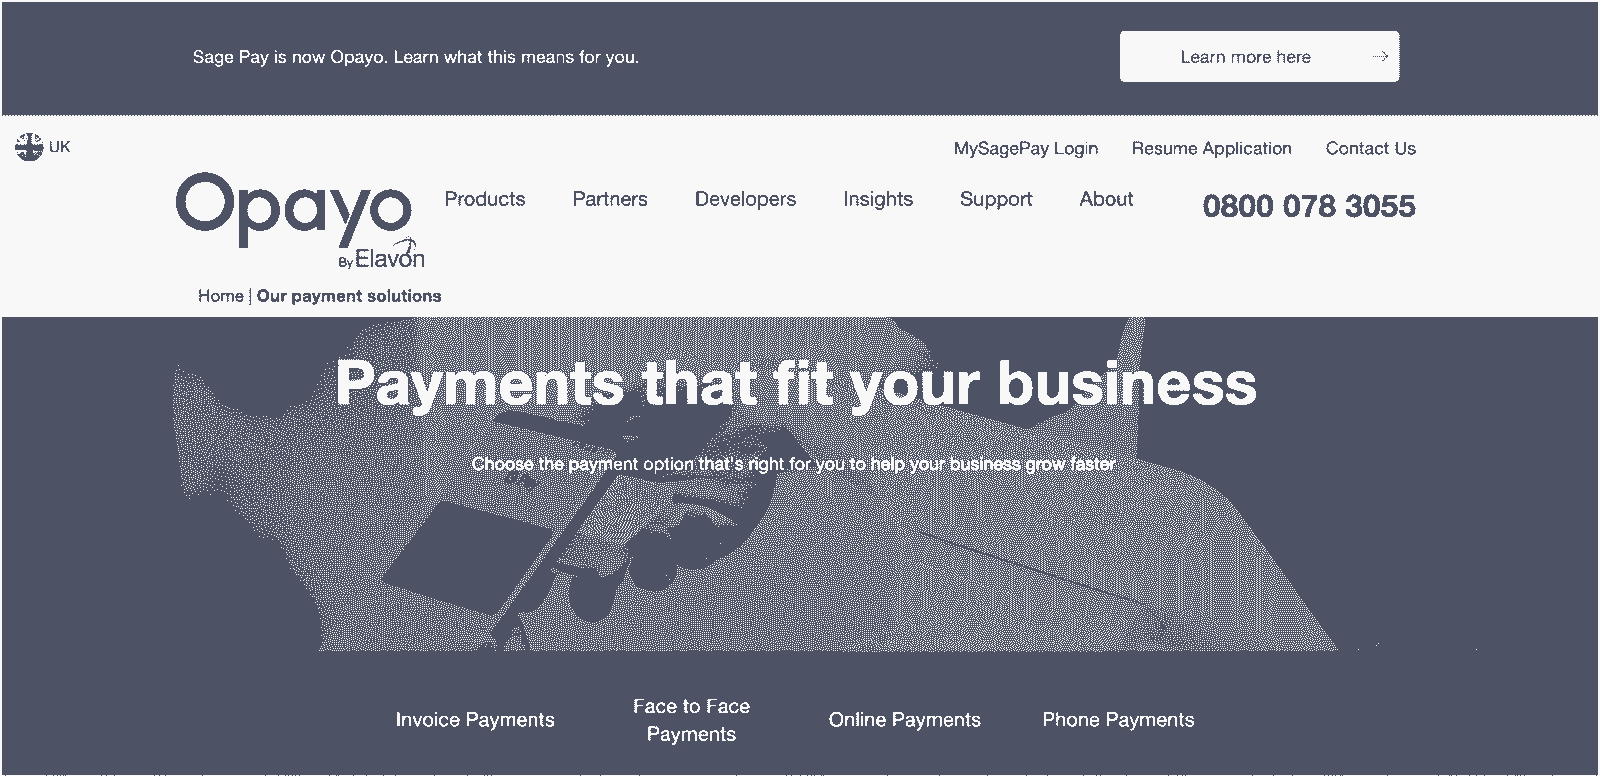 Sage Pay is now Opayo. Learn what this means for you.
Learn more here
UK
MySagePay Login
Resume Application
Contact Us
Opayo
By Elavon
Products
Partners
Developers
Insights
Support
About
0800 078 3055
Home | Our payment solutions
Payments that fit your business
Choose the payment option that's right for you to help your business grow faster
Invoice Payments
Face to Face
Payments
Online Payments
Phone Payments